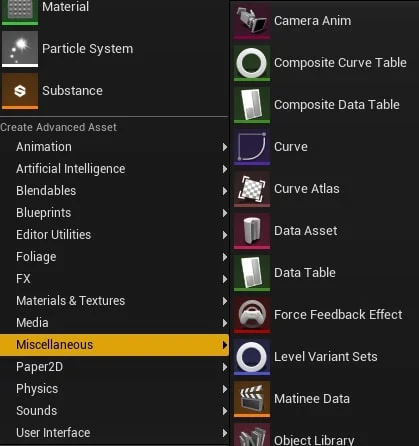 Material
Particle System
Substance
Create Advanced Asset
Animation
Artificial Intelligence
Blendables
Blueprints
Editor Utilities
Foliage
FX
Materials & Textures
Media
Miscellaneous
Paper2D
Physics
Sounds
User Interface
Camera Anim
Composite Curve Table
Composite Data Table
Curve
Curve Atlas
Data Asset
Data Table
Force Feedback Effect
Level Variant Sets
Matinee Data
Object Library